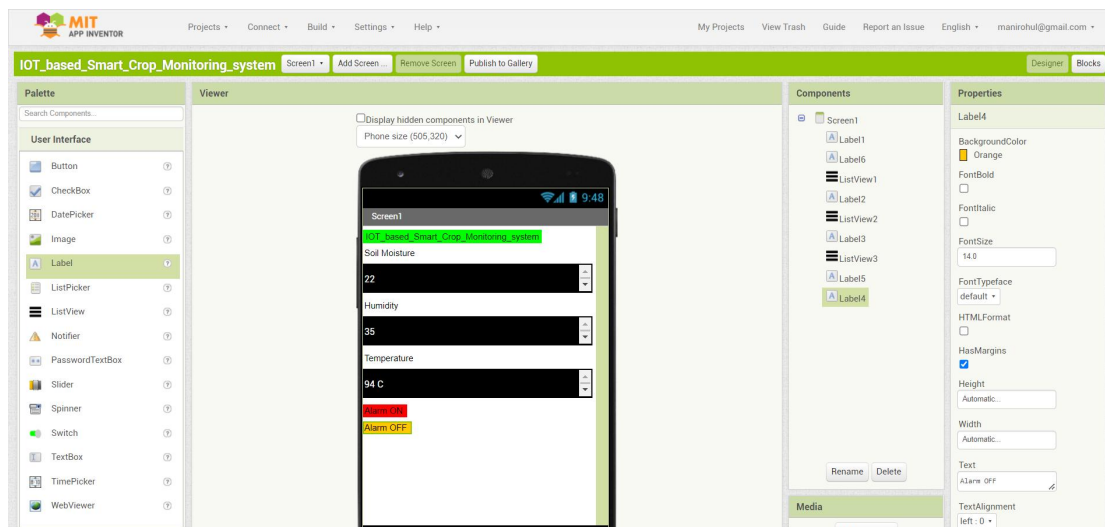 MIT
APP INVENTOR
Projects Connect Build Settings Help
My Projects View Trash Guide Report an Issue English manirohul@gmail.com
IOT_based_Smart_Crop_Monitoring_system Screen1 Add Screen ... Remove Screen Publish to Gallery Designer Blocks
Palette
Search Components...
User Interface
Button ?
CheckBox ?
DatePicker ?
Image ?
Label ?
ListPicker ?
ListView ?
Notifier ?
PasswordTextBox ?
Slider ?
Spinner ?
Switch ?
TextBox ?
TimePicker ?
WebViewer ?
Viewer
Display hidden components in Viewer
Phone size (505,320)
9:48
Screen1
IOT_based_Smart_Crop_Monitoring_system
Soil Moisture
22
Humidity
35
Temperature
94 C
Alarm ON
Alarm OFF
Components
Screen1
A Label1
A Label6
ListView1
A Label2
ListView2
A Label3
ListView3
A Label5
A Label4
Rename Delete
Media
Properties
Label4
BackgroundColor
Orange
FontBold
FontItalic
FontSize
14.0
FontTypeface
default
HTMLFormat
HasMargins
Height
Automatic...
Width
Automatic...
Text
Alarm OFF
TextAlignment
left : 0